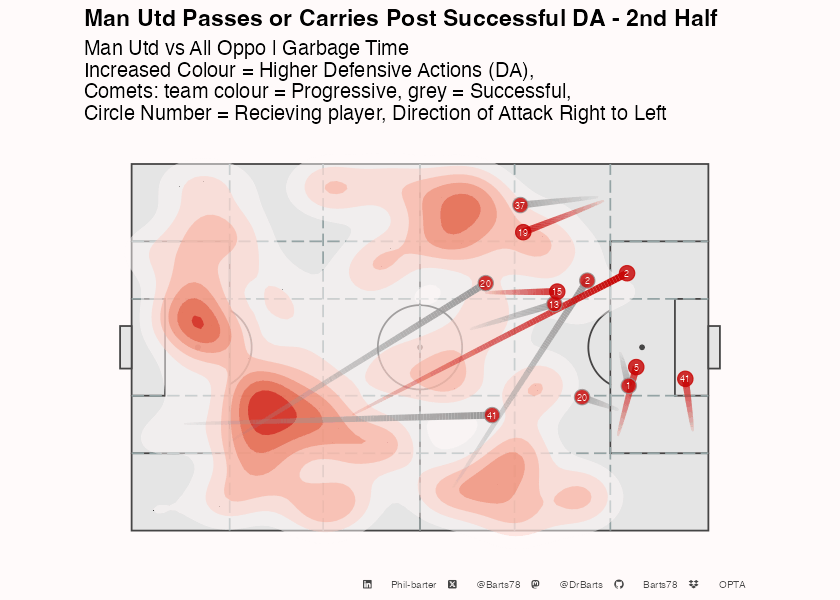 Man Utd Passes or Carries Post Successful DA - 2nd Half
Man Utd vs All Oppo | Garbage Time
Increased Colour = Higher Defensive Actions (DA),
Comets: team colour = Progressive, grey = Successful,
Circle Number = Recieving player, Direction of Attack Right to Left
37
19
2
2
20
15
13
5
41
1
20
41
Phil-barter @Barts78 @DrBarts Barts78 OPTA